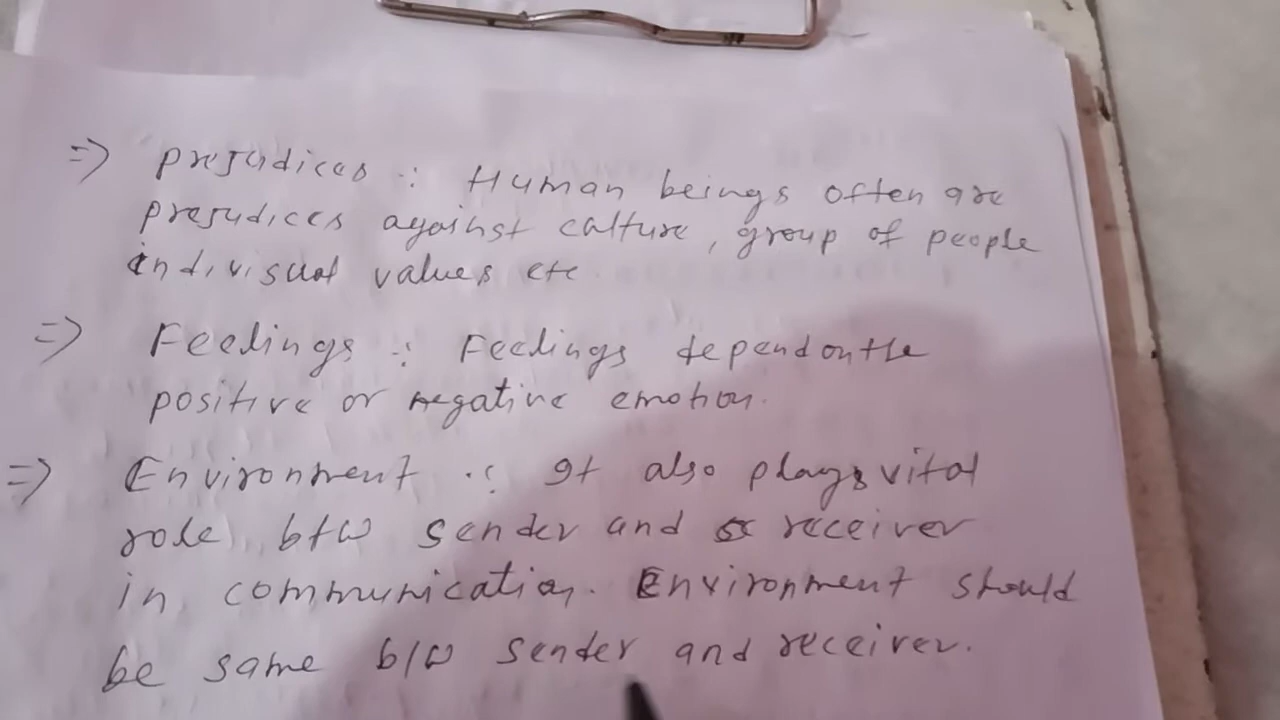 => prejudices : Human beings often are
prejudices against culture, group of people
indivisual values etc.
=> Feelings : Feelings depend on the
positive or negative emotion.
=> Environment : It also plays vital
role b/w sender and receiver
in communication. Environment should
be same b/w sender and receiver.